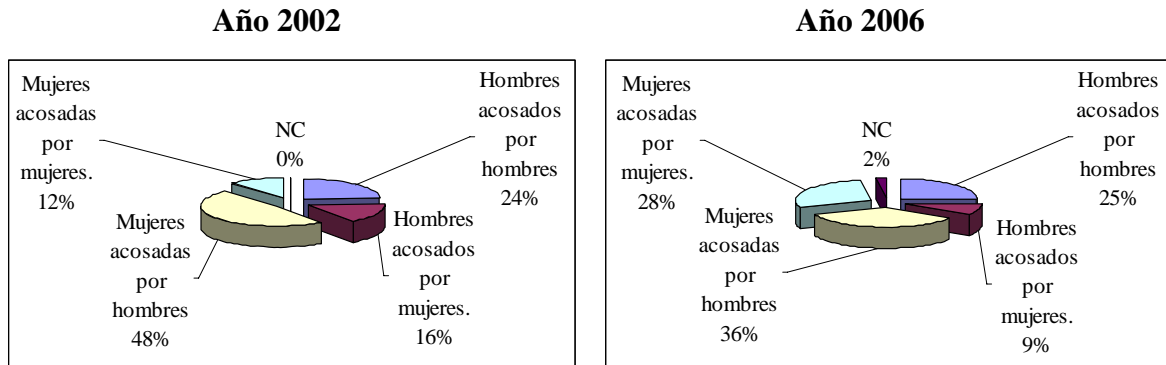 Año 2002
Mujeres
acosadas
por
mujeres.
12%
NC
0%
Hombres
acosados
por
hombres
24%
Mujeres
acosadas
por
hombres
48%
Hombres
acosados
por
mujeres.
16%
Año 2006
Mujeres
acosadas
por
mujeres.
28%
NC
2%
Hombres
acosados
por
hombres
25%
Mujeres
acosadas
por
hombres
36%
Hombres
acosados
por
mujeres.
9%